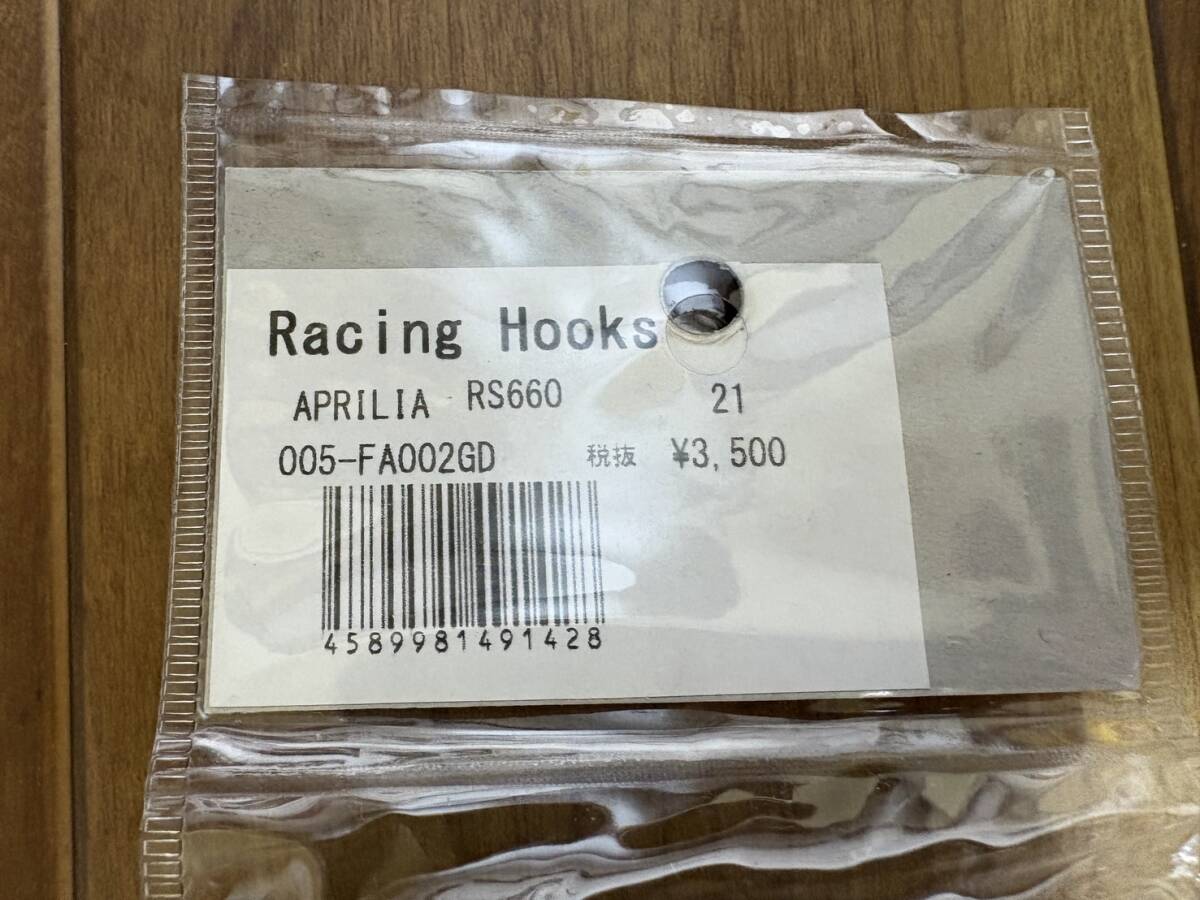 Racing Hooks
APRILIA RS660 21
005-FA002GD 税抜 ¥3,500
4589981491428